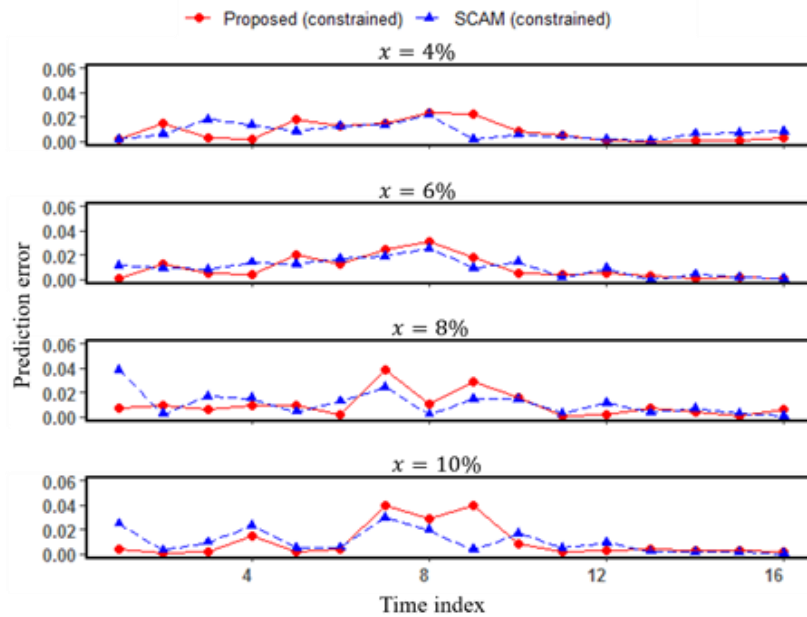 Proposed (constrained) SCAM (constrained)
x = 4%
0.06
0.04
0.02
0.00
x = 6%
0.06
0.04
0.02
0.00
x = 8%
0.06
0.04
0.02
0.00
x = 10%
0.06
0.04
0.02
0.00
Prediction error
4 8 12 16
Time index